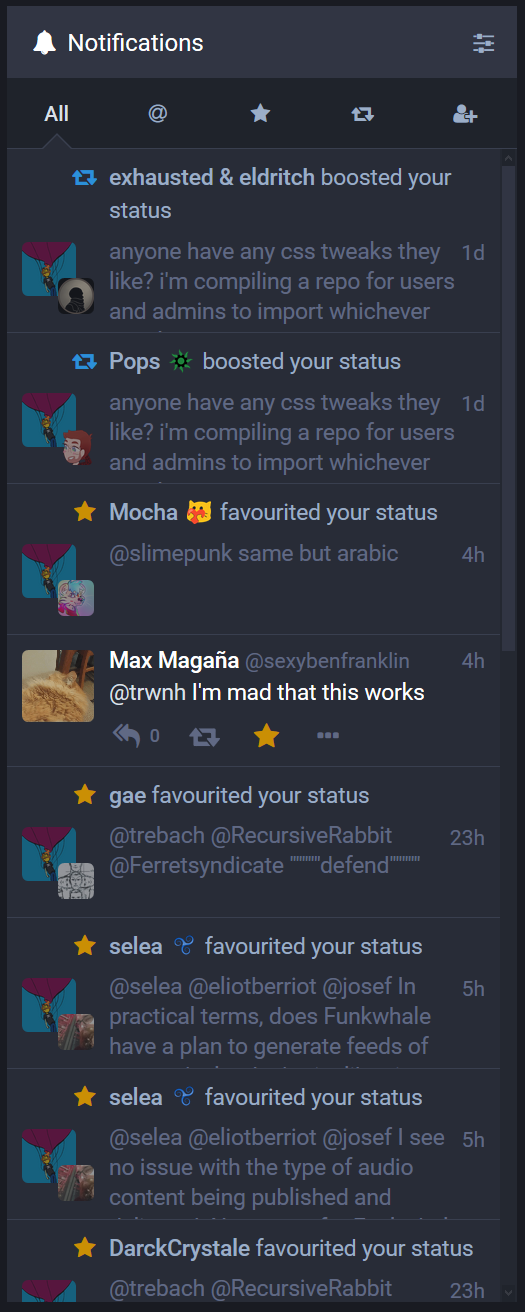 Notifications
All @
exhausted & eldritch boosted your
status
anyone have any css tweaks they 1d
like? i'm compiling a repo for users
and admins to import whichever
Pops boosted your status
anyone have any css tweaks they 1d
like? i'm compiling a repo for users
and admins to import whichever
Mocha favourited your status
@slimepunk same but arabic 4h
Max Magaña @sexybenfranklin 4h
@trwnh I'm mad that this works
0
gae favourited your status
@trebach @RecursiveRabbit 23h
@Ferretsyndicate """"""defend""""""
selea favourited your status
@selea @eliotberriot @josef In 5h
practical terms, does Funkwhale
have a plan to generate feeds of
selea favourited your status
@selea @eliotberriot @josef I see 5h
no issue with the type of audio
content being published and
DarckCrystale favourited your status
@trebach @RecursiveRabbit 23h